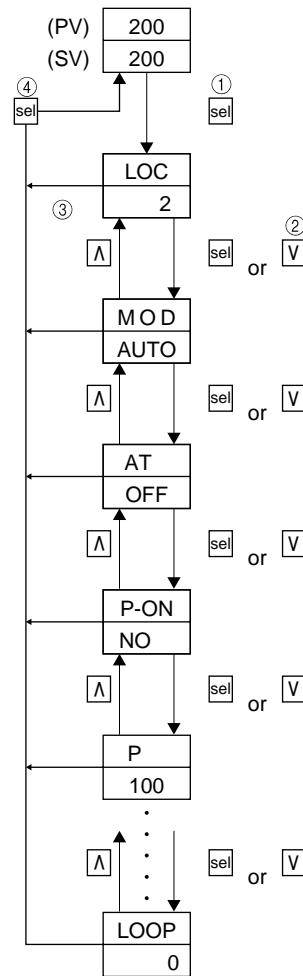 (PV) 200
(SV) 200
④ ①
sel sel
LOC
2
③ ②
Λ sel or V
MOD
AUTO
Λ sel or V
AT
OFF
Λ sel or V
P-ON
NO
Λ sel or V
P
100
Λ sel or V
LOOP
0